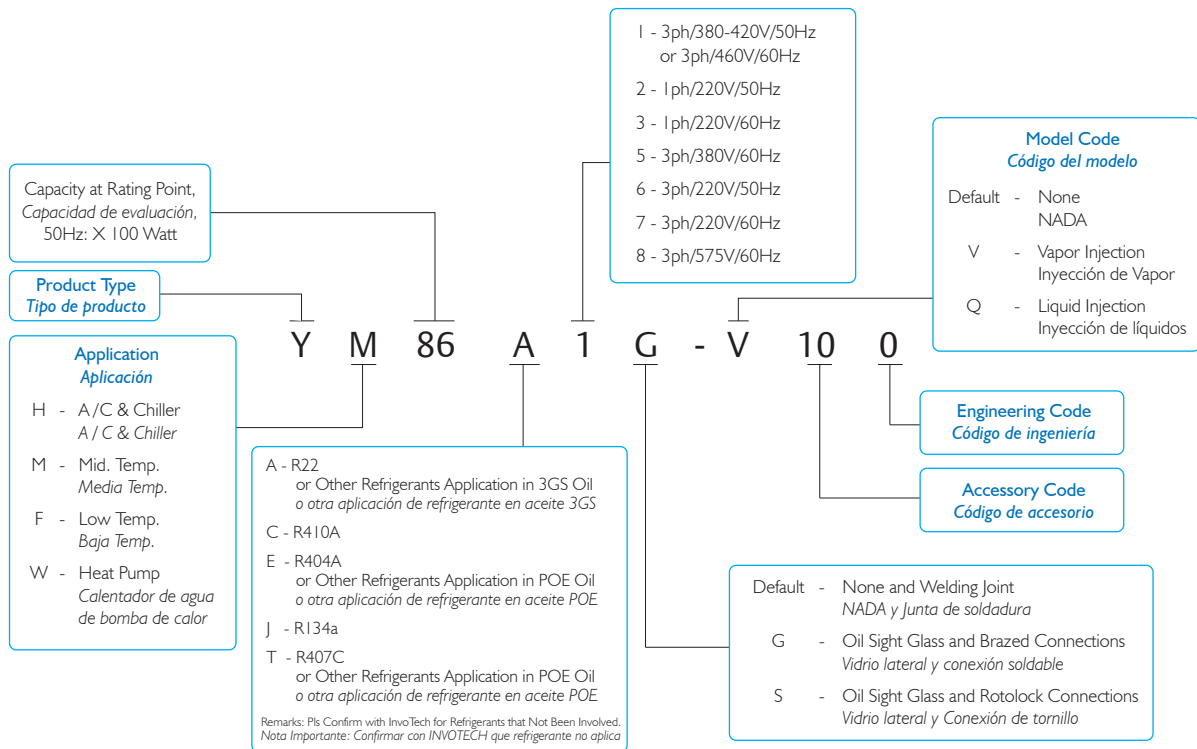 1 - 3ph/380-420V/50Hz
or 3ph/460V/60Hz
2 - 1ph/220V/50Hz
3 - 1ph/220V/60Hz
5 - 3ph/380V/60Hz
6 - 3ph/220V/50Hz
7 - 3ph/220V/60Hz
8 - 3ph/575V/60Hz
Model Code
Código del modelo
Default - None
NADA
V - Vapor Injection
Inyección de Vapor
Q - Liquid Injection
Inyección de líquidos
Capacity at Rating Point,
Capacidad de evaluación,
50Hz: X 100 Watt
Product Type
Tipo de producto
Y M 86 A 1 G - V 10 0
Application
Aplicación
H - A/C & Chiller
A / C & Chiller
M - Mid. Temp.
Media Temp.
F - Low Temp.
Baja Temp.
W - Heat Pump
Calentador de agua
de bomba de calor
A - R22
or Other Refrigerants Application in 3GS Oil
o otra aplicación de refrigerante en aceite 3GS
C - R410A
E - R404A
or Other Refrigerants Application in POE Oil
o otra aplicación de refrigerante en aceite POE
J - R134a
T - R407C
or Other Refrigerants Application in POE Oil
o otra aplicación de refrigerante en aceite POE
Remarks: Pls Confirm with InvoTech for Refrigerants that Not Been Involved.
Nota Importante: Confirmar con INVOTECH que refrigerante no aplica
Engineering Code
Código de ingeniería
Accessory Code
Código de accesorio
Default - None and Welding Joint
NADA y Junta de soldadura
G - Oil Sight Glass and Brazed Connections
Vidrio lateral y conexión soldable
S - Oil Sight Glass and Rotolock Connections
Vidrio lateral y Conexión de tornillo